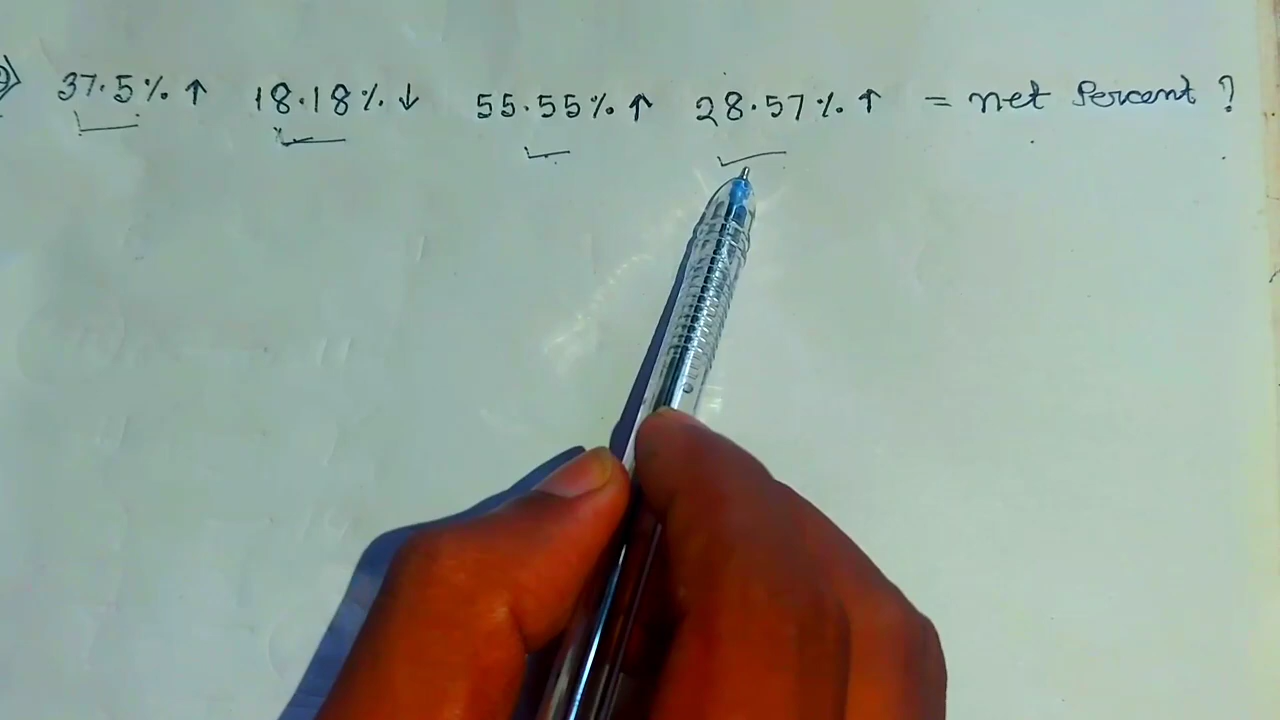 37.5% ↑ 18.18% ↓ 55.55% ↑ 28.57% ↑ = net Percent ?